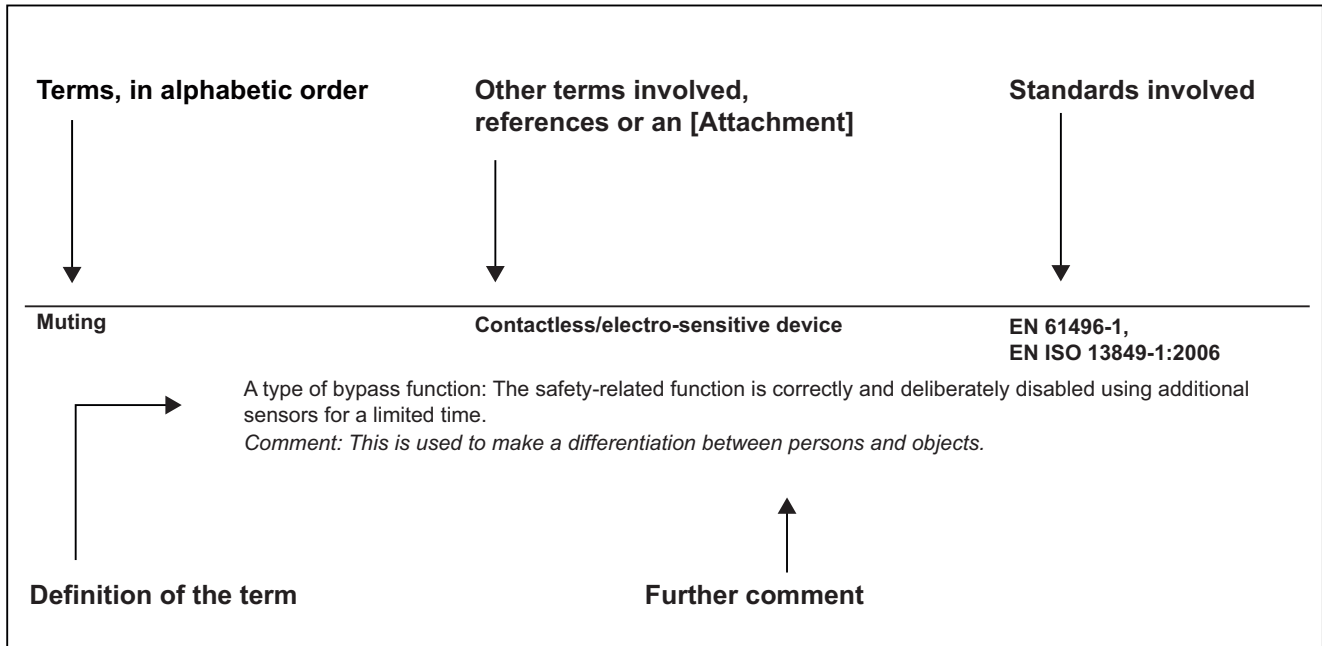 Terms, in alphabetic order
Other terms involved,
references or an [Attachment]
Standards involved
Muting
Contactless/electro-sensitive device
EN 61496-1,
EN ISO 13849-1:2006
A type of bypass function: The safety-related function is correctly and deliberately disabled using additional
sensors for a limited time.
Comment: This is used to make a differentiation between persons and objects.
Definition of the term
Further comment